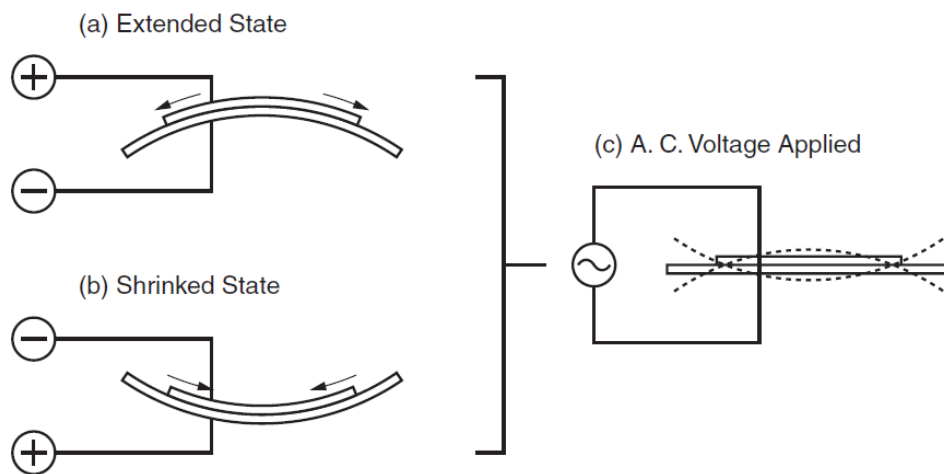 (a) Extended State
+
−
(b) Shrinked State
−
+
(c) A. C. Voltage Applied